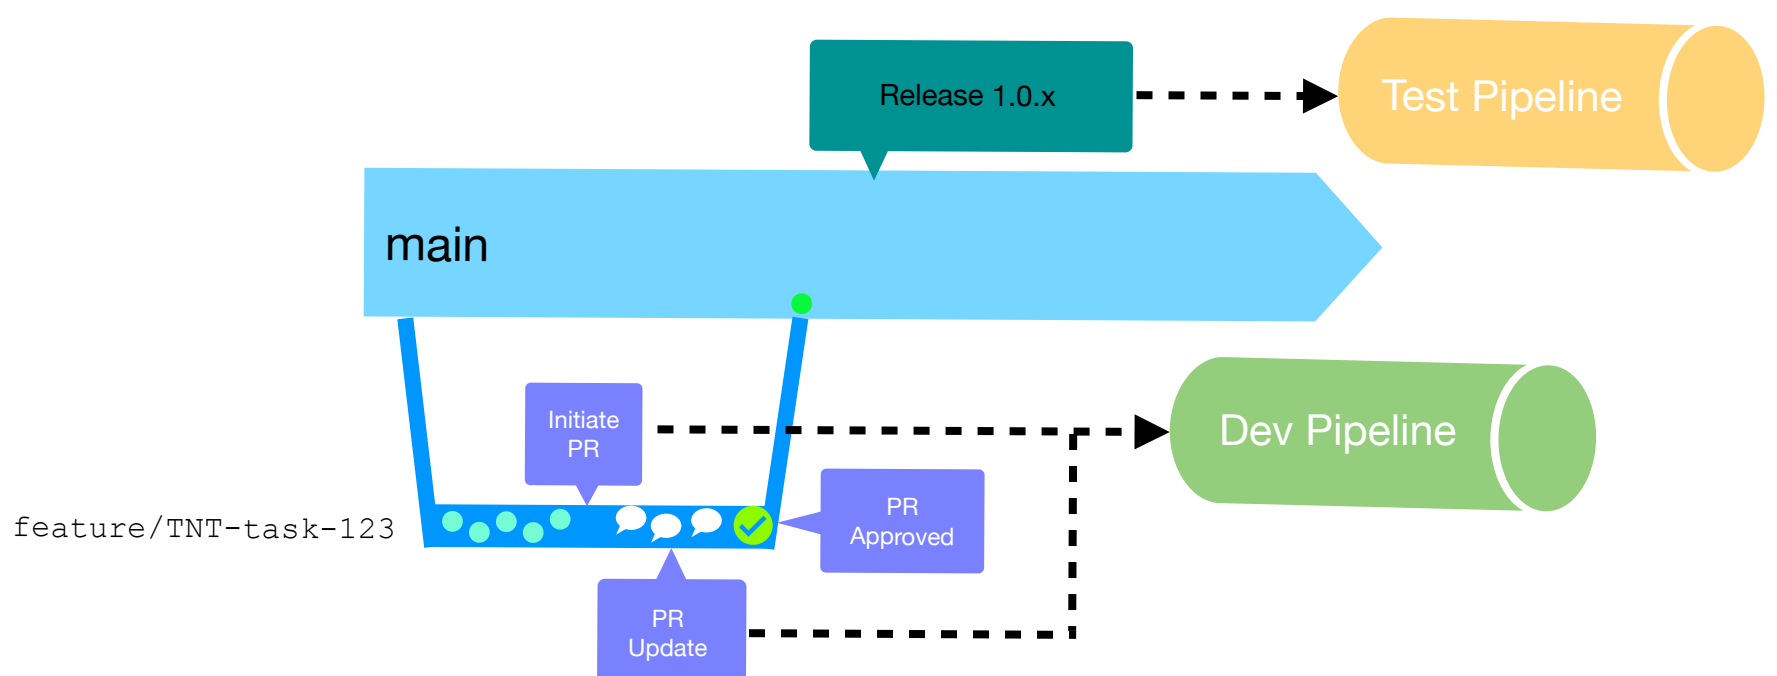 Release 1.0.x
Test Pipeline
main
Initiate
PR
Dev Pipeline
feature/TNT-task-123
PR
Approved
PR
Update